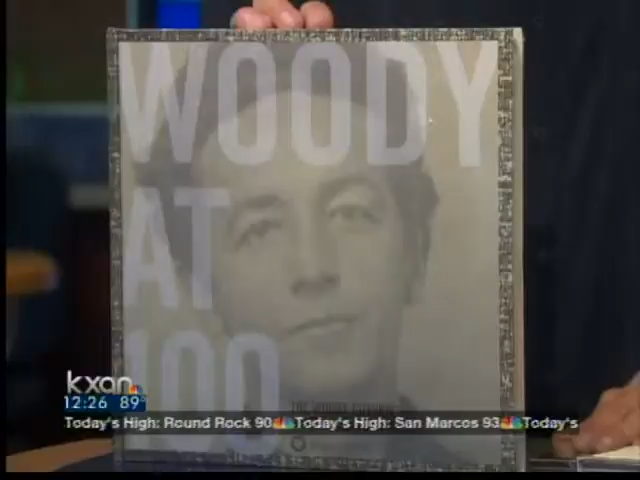 WOODY
AT
100
kxan
12:26 89°
Today's High: Round Rock 90 Today's High: San Marcos 93 Today's